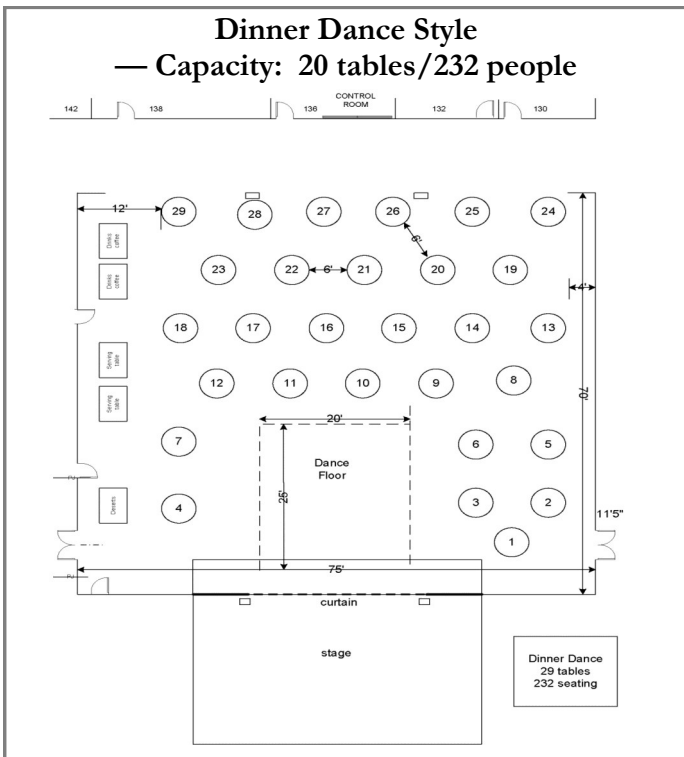 Dinner Dance Style
— Capacity: 20 tables/232 people
CONTROL
ROOM
142
138
136
132
130
12'
29
28
27
26
25
24
Drinks
coffee
Drinks
coffee
6'
23
22
6'
21
20
19
4'
18
17
16
15
14
13
Serving
table
Serving
table
12
11
10
9
8
70'
20'
7
6
5
Dance
Floor
25'
Deserts
4
3
2
11'5"
1
75'
curtain
stage
Dinner Dance
29 tables
232 seating